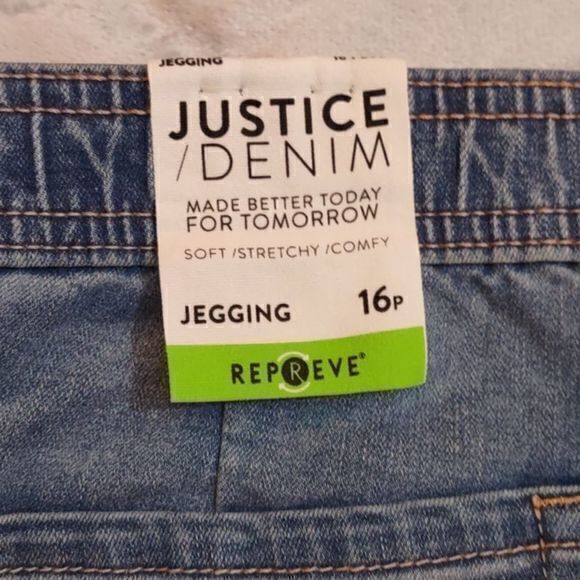 JEGGING
JUSTICE
/DENIM
MADE BETTER TODAY
FOR TOMORROW
SOFT /STRETCHY /COMFY
JEGGING 16P
REPREVE®